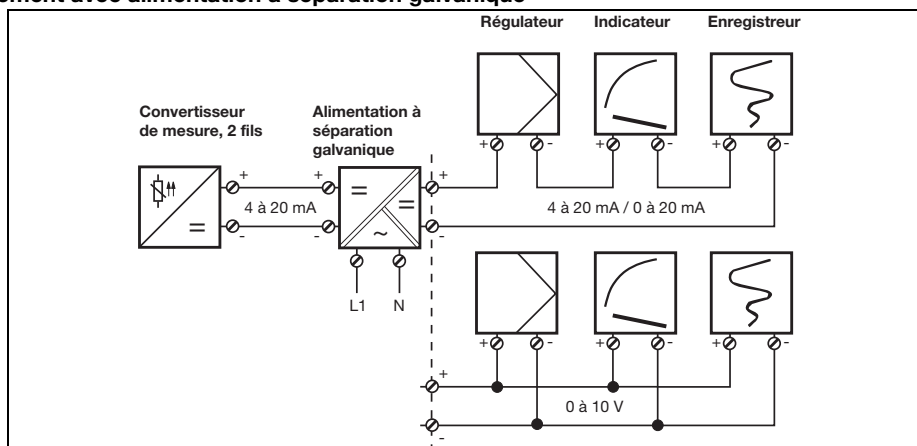 ement avec alimentation à séparation galvanique
Régulateur Indicateur Enregistreur
Convertisseur
de mesure, 2 fils
Alimentation à
séparation
galvanique
+ - + - + -
+ + +
4 à 20 mA
4 à 20 mA / 0 à 20 mA
- - -
L1 N
+ - + - + -
+
0 à 10 V
-